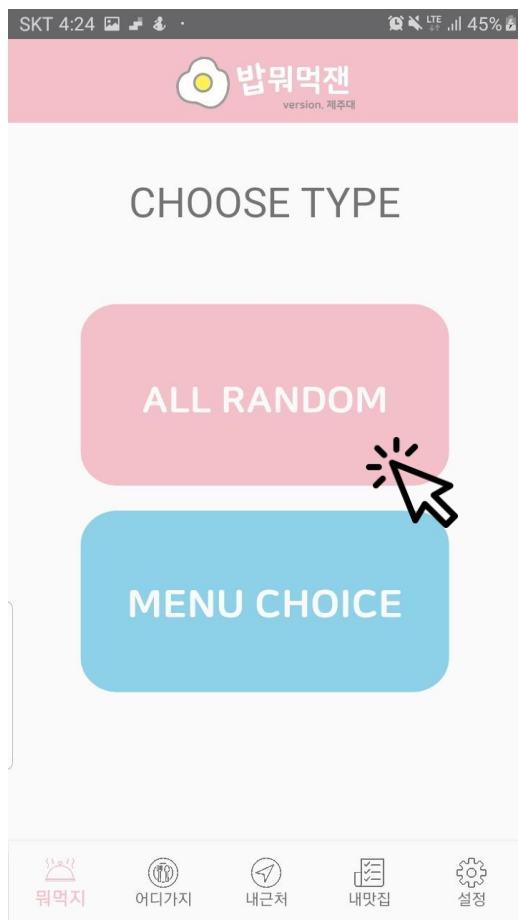 SKT 4:24 LTE 45%
밥뭐먹잰
version. 제주대
CHOOSE TYPE
ALL RANDOM
MENU CHOICE
뭐먹지 어디가지 내근처 내맛집 설정